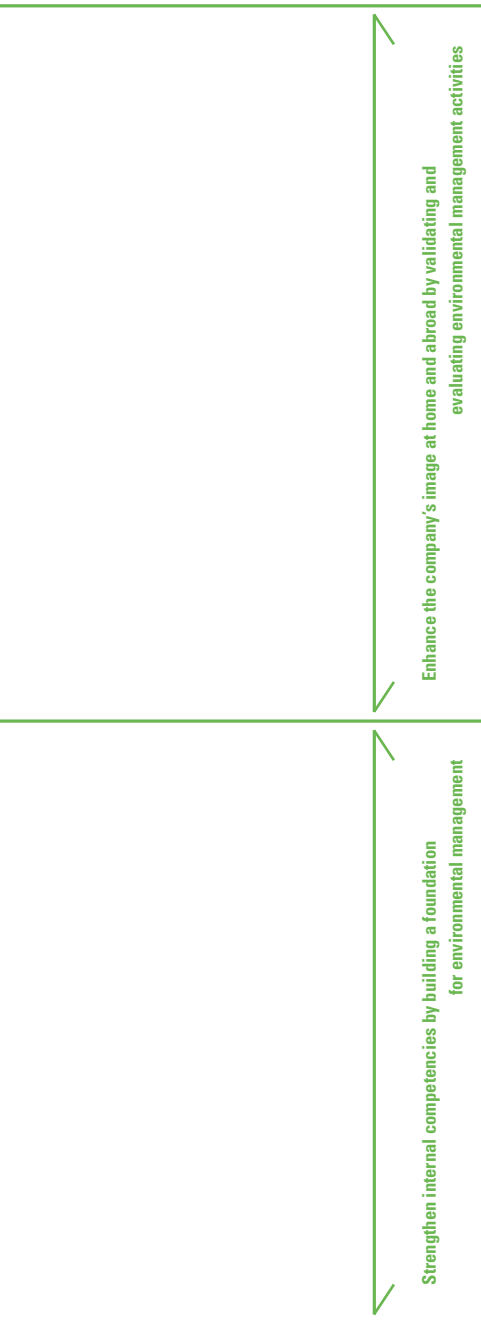 Enhance the company's image at home and abroad by validating and
evaluating environmental management activities
Strengthen internal competencies by building a foundation
for environmental management